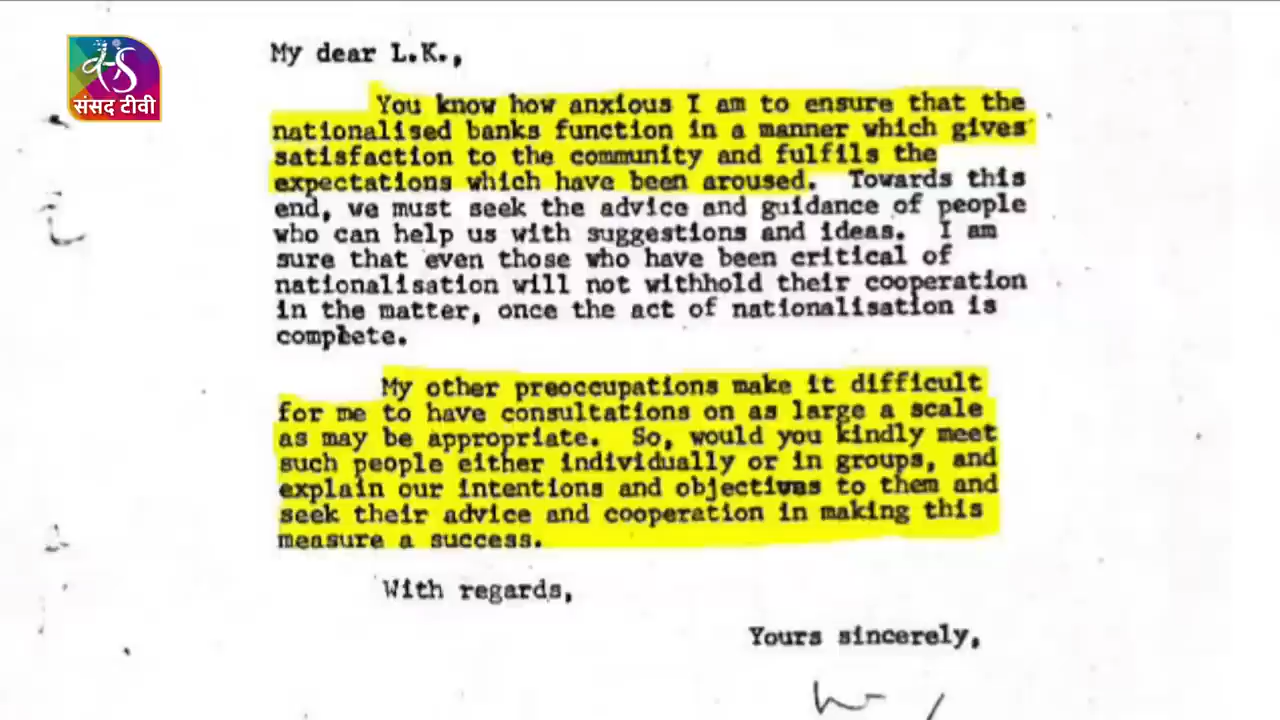 संसद टीवी
My dear L.K.,
You know how anxious I am to ensure that the
nationalised banks function in a manner which gives
satisfaction to the community and fulfils the
expectations which have been aroused. Towards this
end, we must seek the advice and guidance of people
who can help us with suggestions and ideas. I am
sure that even those who have been critical of
nationalisation will not withhold their cooperation
in the matter, once the act of nationalisation is
complete.
My other preoccupations make it difficult
for me to have consultations on as large a scale
as may be appropriate. So, would you kindly meet
such people either individually or in groups, and
explain our intentions and objectives to them and
seek their advice and cooperation in making this
measure a success.
With regards,
Yours sincerely,